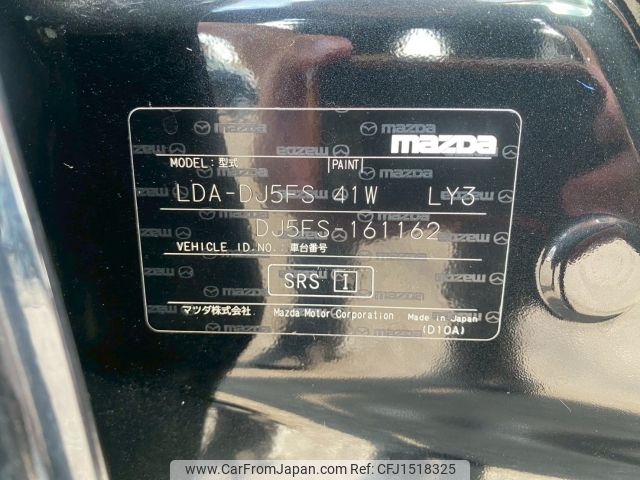 mazda
MODEL: 型式 PAINT
LDA-DJ5FS 41W LY3
DJ5FS-161162
VEHICLE ID.NO.: 車台番号
SRS I
マツダ株式会社 Mazda Motor Corporation Made in Japan
(D10A)
www.CarFromJapan.com | REF: CFJ1518325